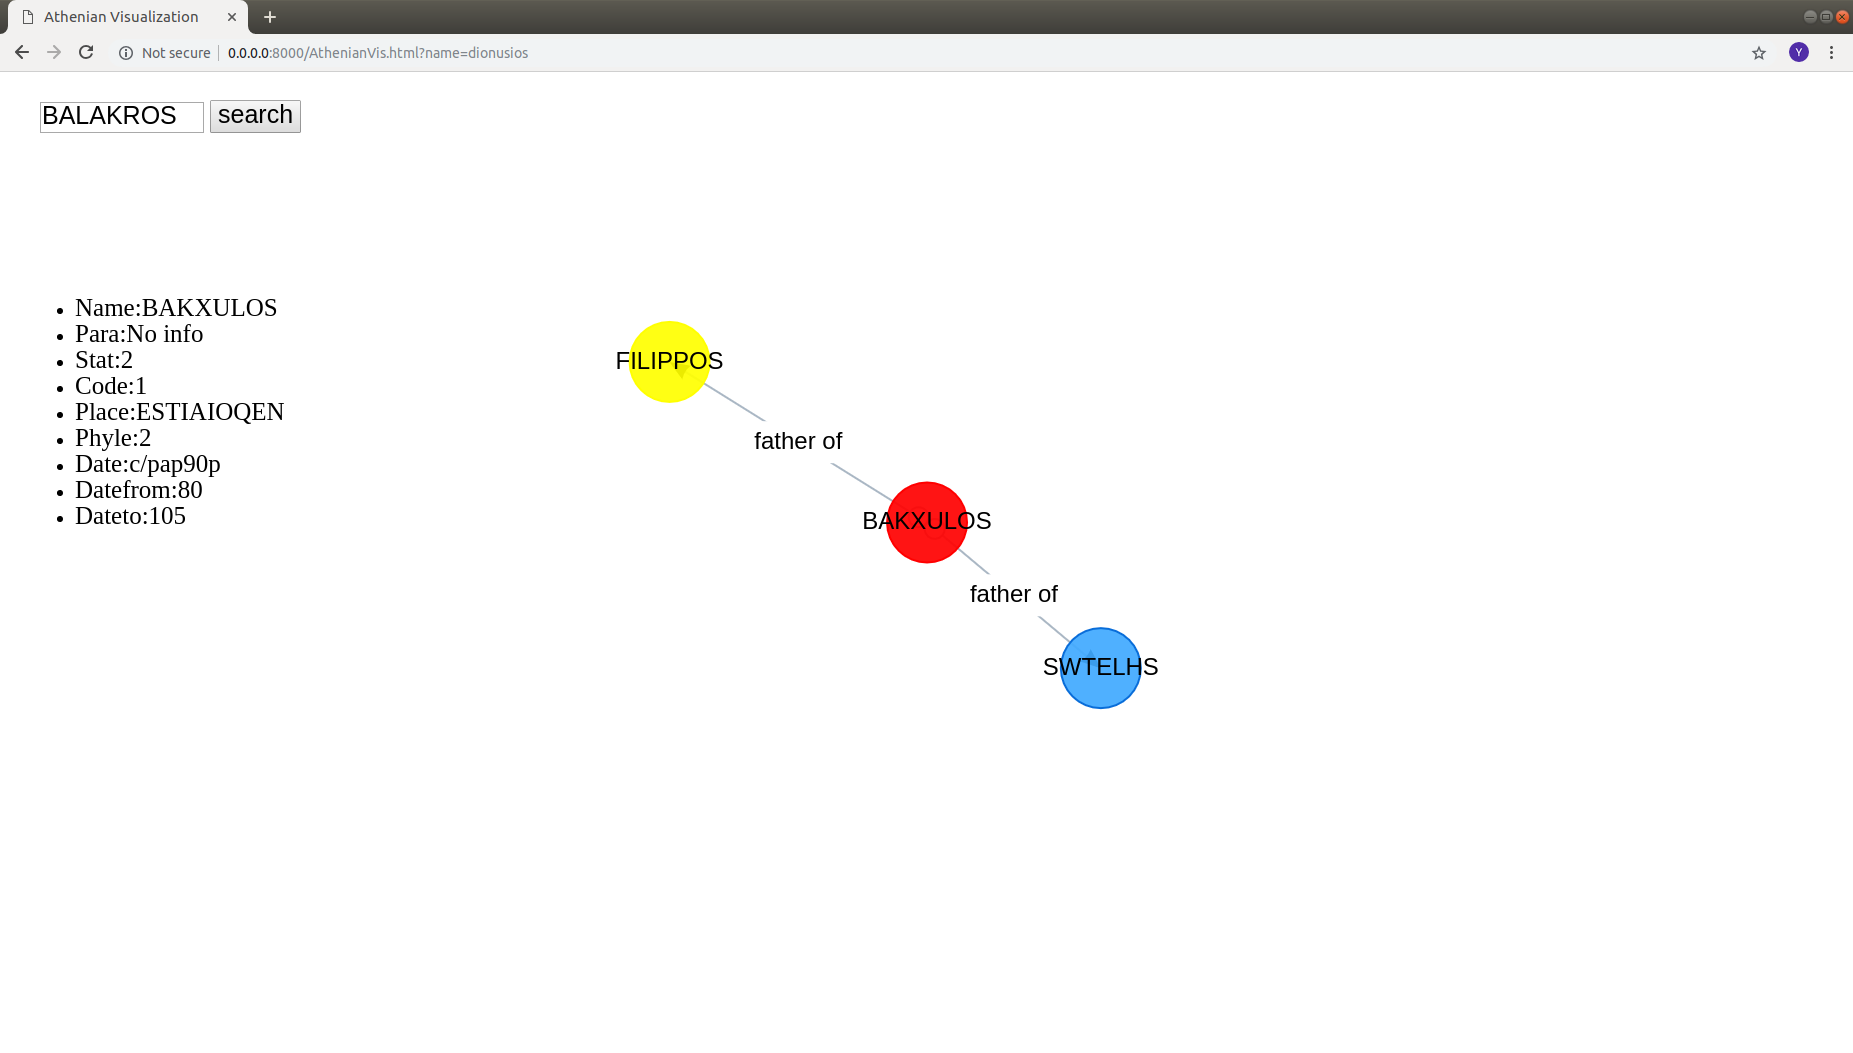 Athenian Visualization
Not secure 0.0.0.0:8000/AthenianVis.html?name=dionusios
Y
BALAKROS search
Name:BAKXULOS
Para:No info
Stat:2
Code:1
Place:ESTIAIOQEN
Phyle:2
Date:c/pap90p
Datefrom:80
Dateto:105
FILIPPOS
father of
BAKXULOS
father of
SWTELHS